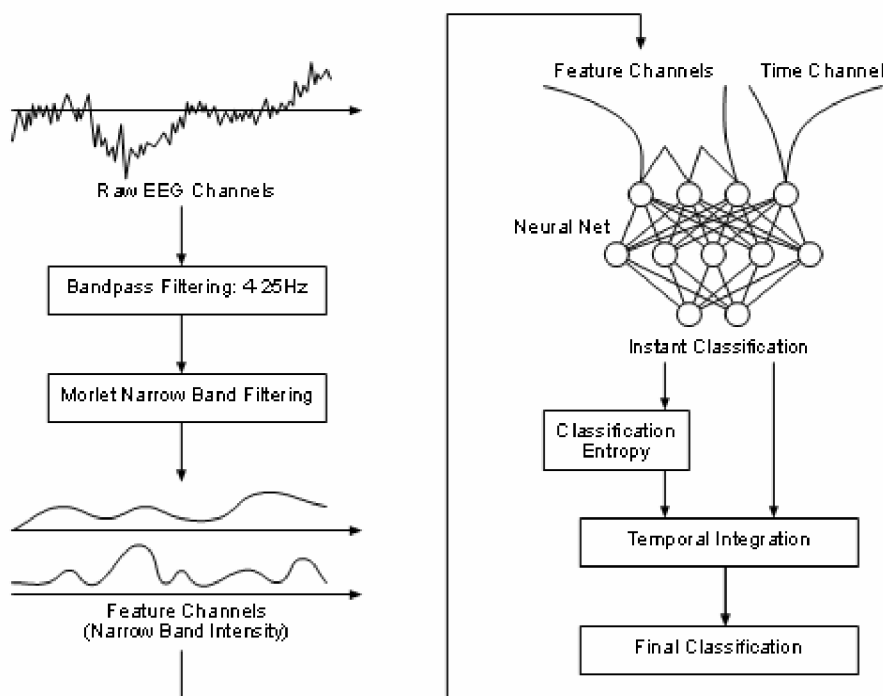 Raw EEG Channels
Bandpass Filtering: 4-25Hz
Morlet Narrow Band Filtering
Feature Channels
(Narrow Band Intensity)
Feature Channels
Time Channel
Neural Net
Instant Classification
Classification
Entropy
Temporal Integration
Final Classification